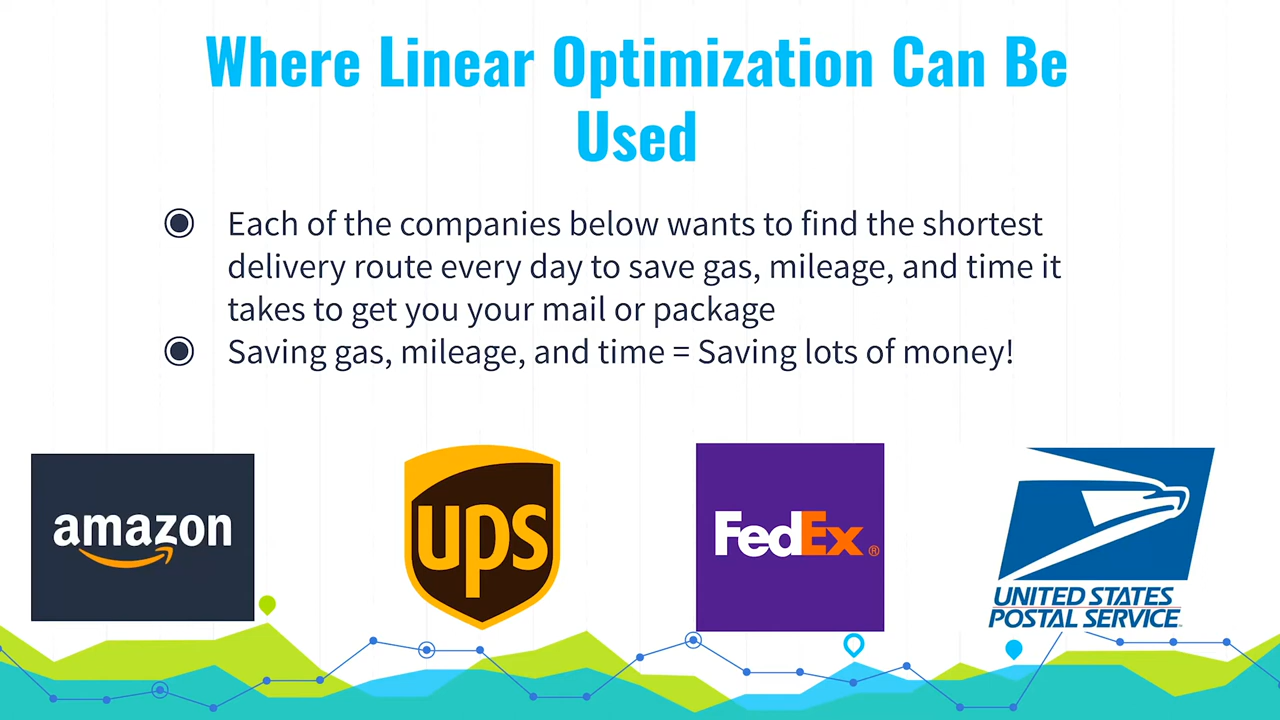 Where Linear Optimization Can Be
Used
Each of the companies below wants to find the shortest
delivery route every day to save gas, mileage, and time it
takes to get you your mail or package
Saving gas, mileage, and time = Saving lots of money!
amazon
ups
FedEx®
UNITED STATES
POSTAL SERVICE